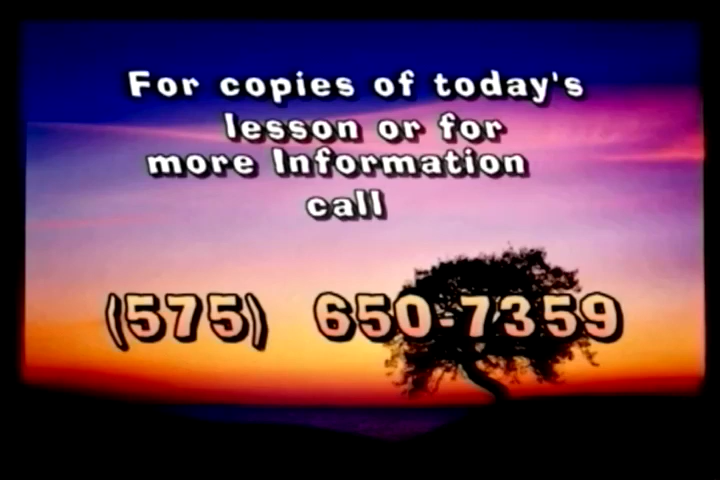 For copies of today's
lesson or for
more Information
call
(575) 650-7359